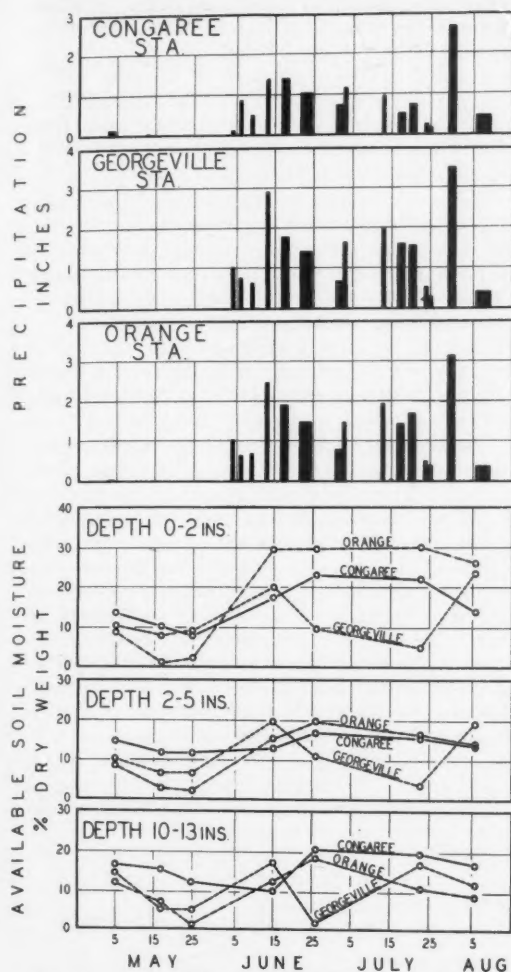 PRECIPITATION
INCHES
CONGAREE
STA.
3
2
1
0
GEORGEVILLE
STA.
4
3
2
1
0
ORANGE
STA.
4
3
2
1
0
AVAILABLE SOIL MOISTURE
% DRY WEIGHT
DEPTH 0-2 INS.
40
30
20
10
0
ORANGE
CONGAREE
GEORGEVILLE
DEPTH 2-5 INS.
30
20
10
0
ORANGE
CONGAREE
GEORGEVILLE
DEPTH 10-13 INS.
30
20
10
0
CONGAREE
ORANGE
GEORGEVILLE
5 15 25 5 15 25 5 15 25 5
MAY JUNE JULY AUG